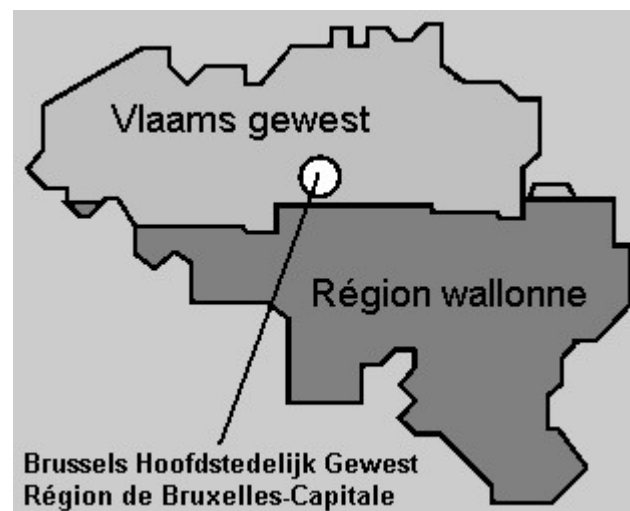 Vlaams gewest
Région wallonne
Brussels Hoofdstedelijk Gewest
Région de Bruxelles-Capitale